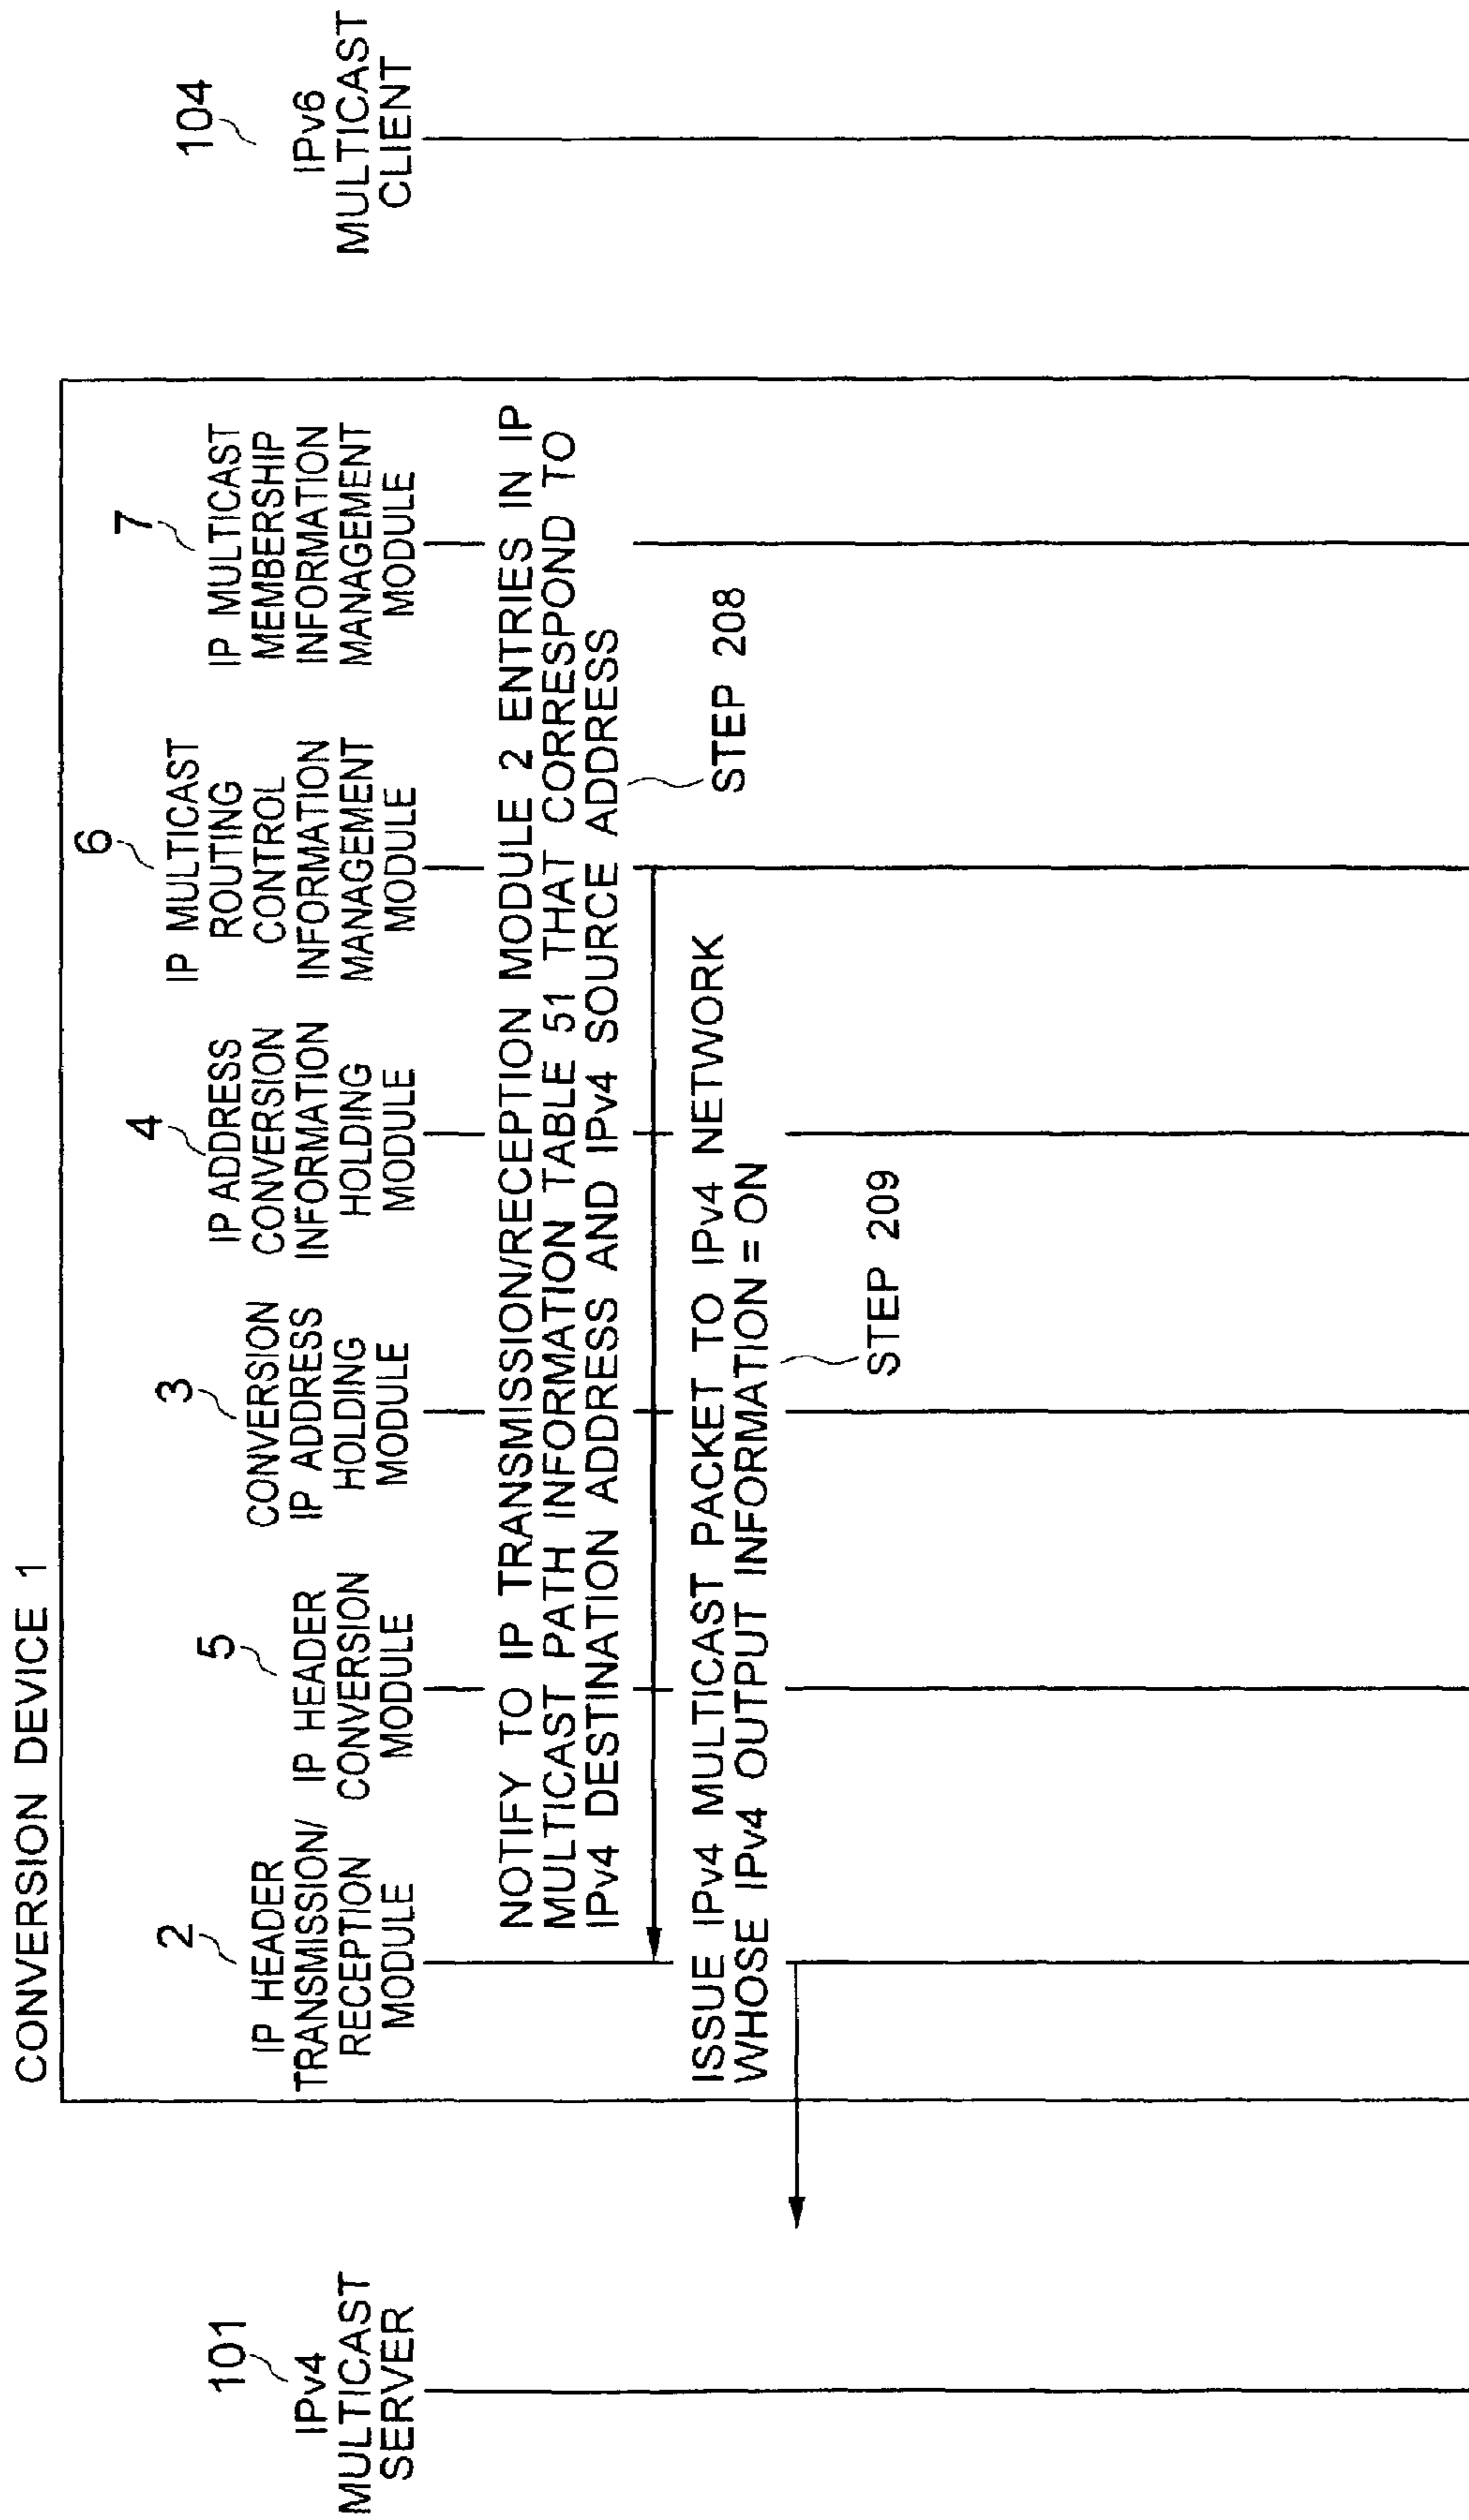 CONVERSION DEVICE 1
101
IPv4
MULTICAST
SERVER
2
IP HEADER
TRANSMISSION/
RECEPTION
MODULE
5
IP HEADER
CONVERSION
MODULE
3
CONVERSION
IP ADDRESS
HOLDING
MODULE
4
IP ADDRESS
CONVERSION
INFORMATION
HOLDING
MODULE
6
IP MULTICAST
ROUTING
CONTROL
INFORMATION
MANAGEMENT
MODULE
7
IP MULTICAST
MEMBERSHIP
INFORMATION
MANAGEMENT
MODULE
104
IPv6
MULTICAST
CLIENT
NOTIFY TO IP TRANSMISSION/RECEPTION MODULE 2 ENTRIES IN IP
MULTICAST PATH INFORMATION TABLE 51 THAT CORRESPOND TO
IPv4 DESTINATION ADDRESS AND IPv4 SOURCE ADDRESS
STEP 208
ISSUE IPv4 MULTICAST PACKET TO IPv4 NETWORK
WHOSE IPv4 OUTPUT INFORMATION = ON
STEP 209